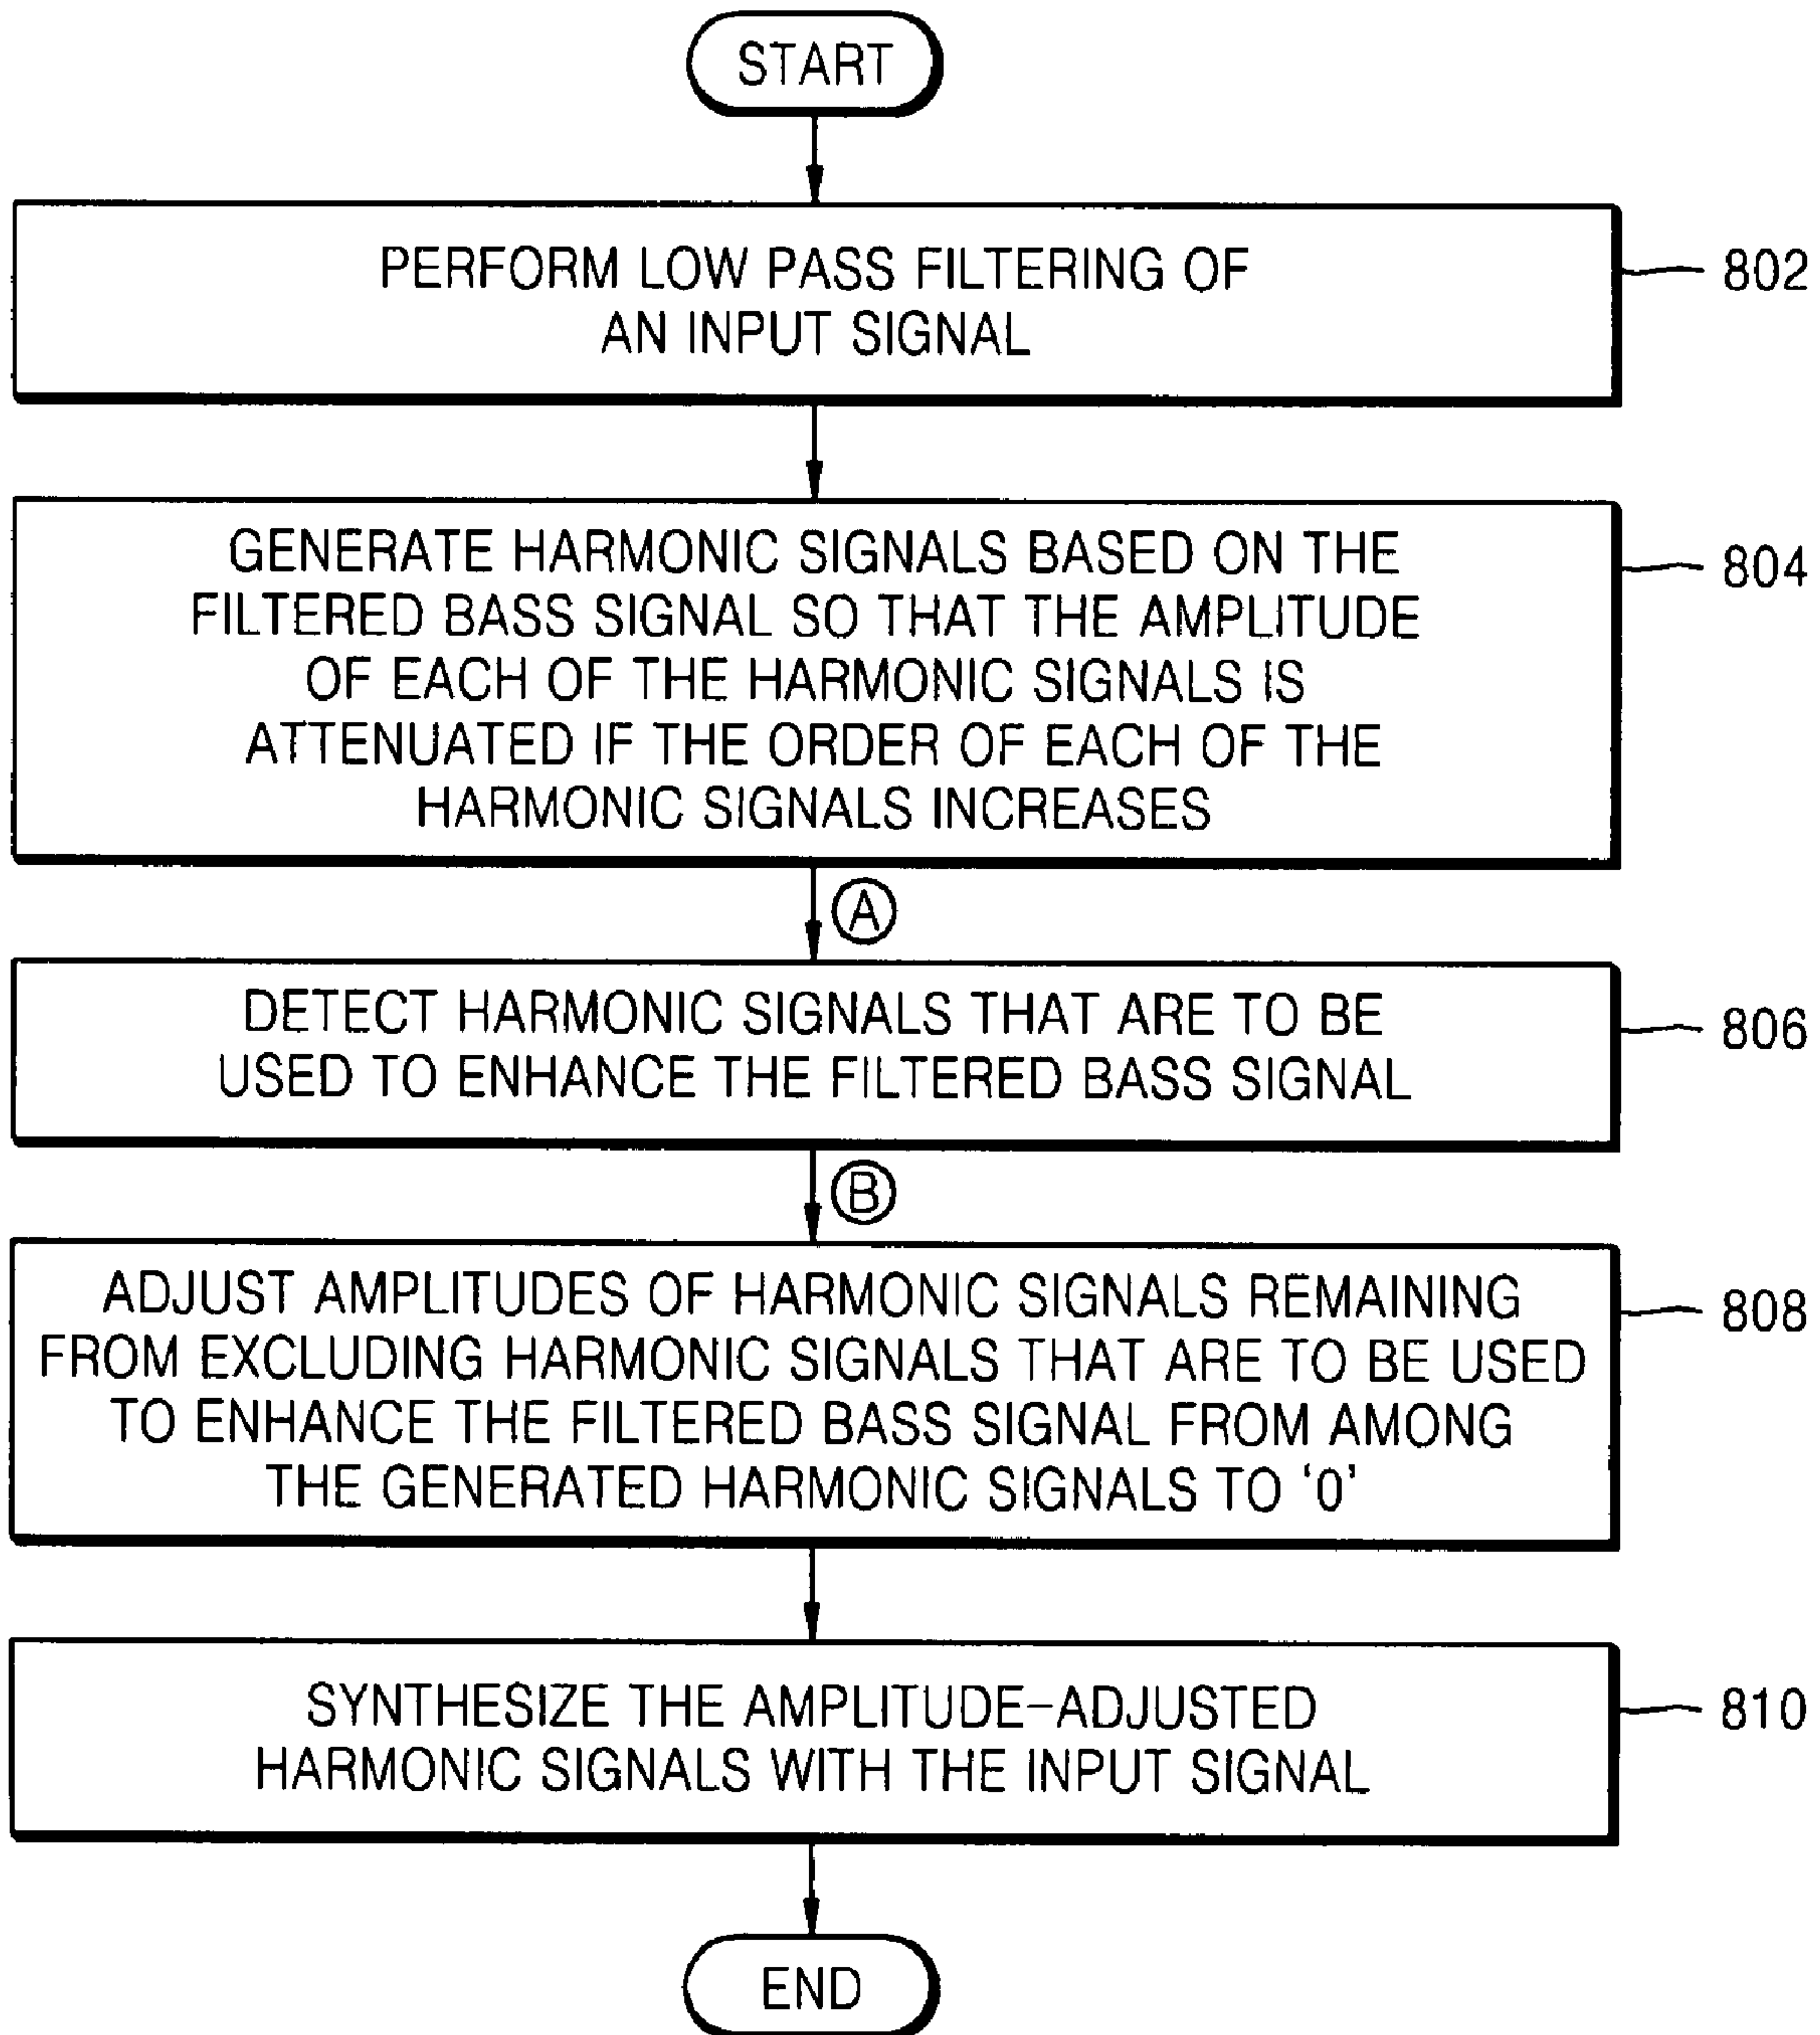 START
PERFORM LOW PASS FILTERING OF
AN INPUT SIGNAL
802
GENERATE HARMONIC SIGNALS BASED ON THE
FILTERED BASS SIGNAL SO THAT THE AMPLITUDE
OF EACH OF THE HARMONIC SIGNALS IS
ATTENUATED IF THE ORDER OF EACH OF THE
HARMONIC SIGNALS INCREASES
804
A
DETECT HARMONIC SIGNALS THAT ARE TO BE
USED TO ENHANCE THE FILTERED BASS SIGNAL
806
B
ADJUST AMPLITUDES OF HARMONIC SIGNALS REMAINING
FROM EXCLUDING HARMONIC SIGNALS THAT ARE TO BE USED
TO ENHANCE THE FILTERED BASS SIGNAL FROM AMONG
THE GENERATED HARMONIC SIGNALS TO ‘0’
808
SYNTHESIZE THE AMPLITUDE-ADJUSTED
HARMONIC SIGNALS WITH THE INPUT SIGNAL
810
END